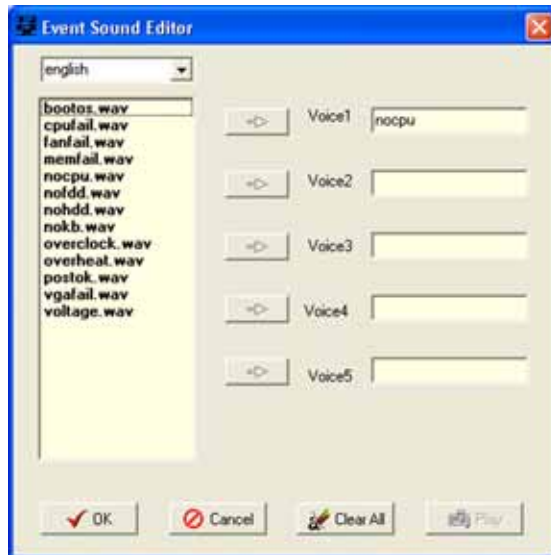 Event Sound Editor
english
bootos.wav
cpufail.wav
fanfail.wav
memfail.wav
nocpu.wav
nofdd.wav
nohdd.wav
nokb.wav
overclock.wav
overheat.wav
postok.wav
vgafail.wav
voltage.wav
Voice1 nocpu
Voice2
Voice3
Voice4
Voice5
OK Cancel Clear All Play